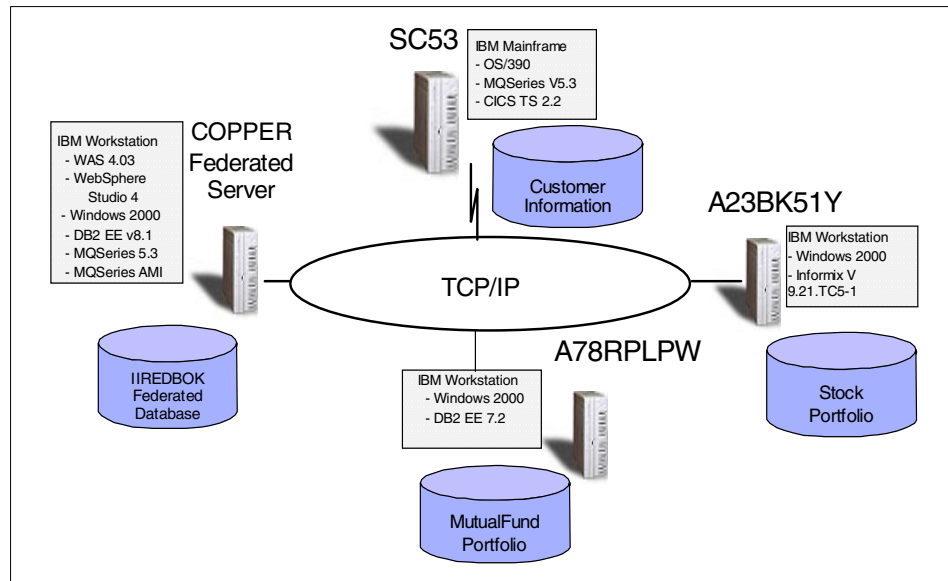 SC53
IBM Mainframe
- OS/390
- MQSeries V5.3
- CICS TS 2.2
Customer
Information
COPPER
Federated
Server
IBM Workstation
- WAS 4.03
- WebSphere
Studio 4
- Windows 2000
- DB2 EE v8.1
- MQSeries 5.3
- MQSeries AMI
IIREDBOK
Federated
Database
TCP/IP
A23BK51Y
IBM Workstation
- Windows 2000
- Informix V
9.21.TC5-1
Stock
Portfolio
A78RPLPW
IBM Workstation
- Windows 2000
- DB2 EE 7.2
MutualFund
Portfolio